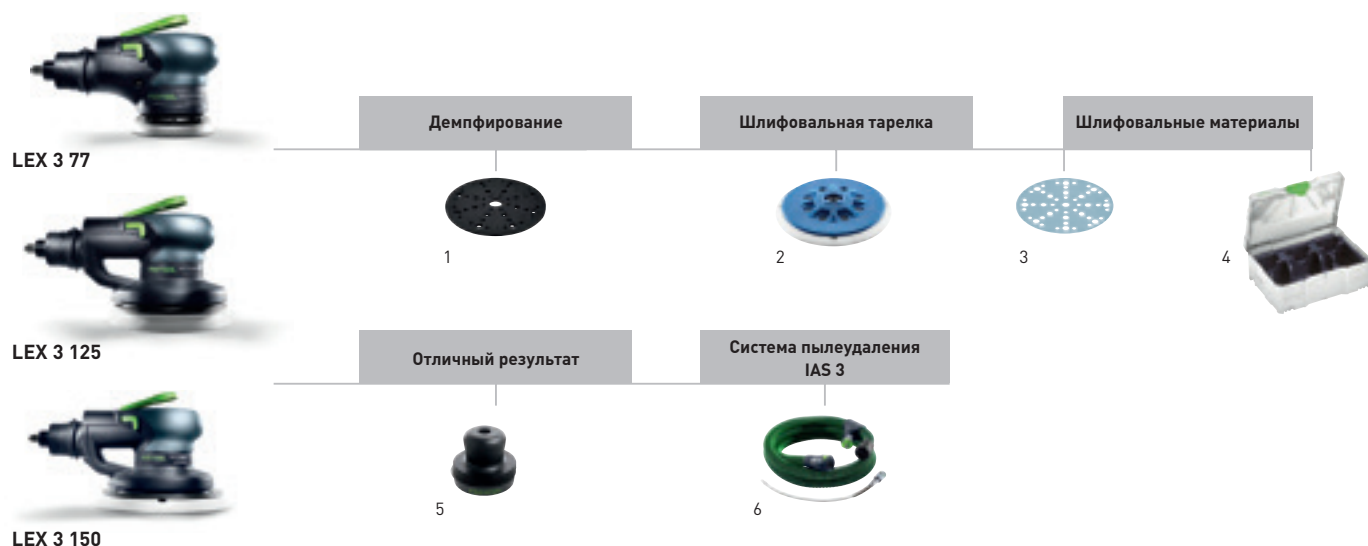 LEX 3 77
Демпфирование
Шлифовальная тарелка
Шлифовальные материалы
1
2
3
4
LEX 3 125
Отличный результат
Система пылеудаления
IAS 3
5
6
LEX 3 150